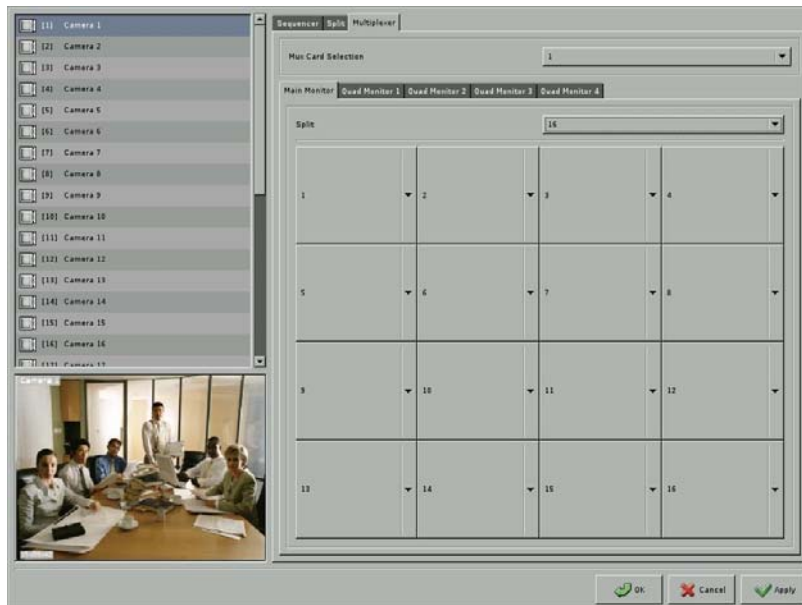 [1] Camera 1
[2] Camera 2
[3] Camera 3
[4] Camera 4
[5] Camera 5
[6] Camera 6
[7] Camera 7
[8] Camera 8
[9] Camera 9
[10] Camera 10
[11] Camera 11
[12] Camera 12
[13] Camera 13
[14] Camera 14
[15] Camera 15
[16] Camera 16
[17] Camera 17
Camera
Sequencer Split Multiplexer
Mux Card Selection 1
Main Monitor Quad Monitor 1 Quad Monitor 2 Quad Monitor 3 Quad Monitor 4
Split 16
1 2 3 4
5 6 7 8
9 10 11 12
13 14 15 16
OK Cancel Apply